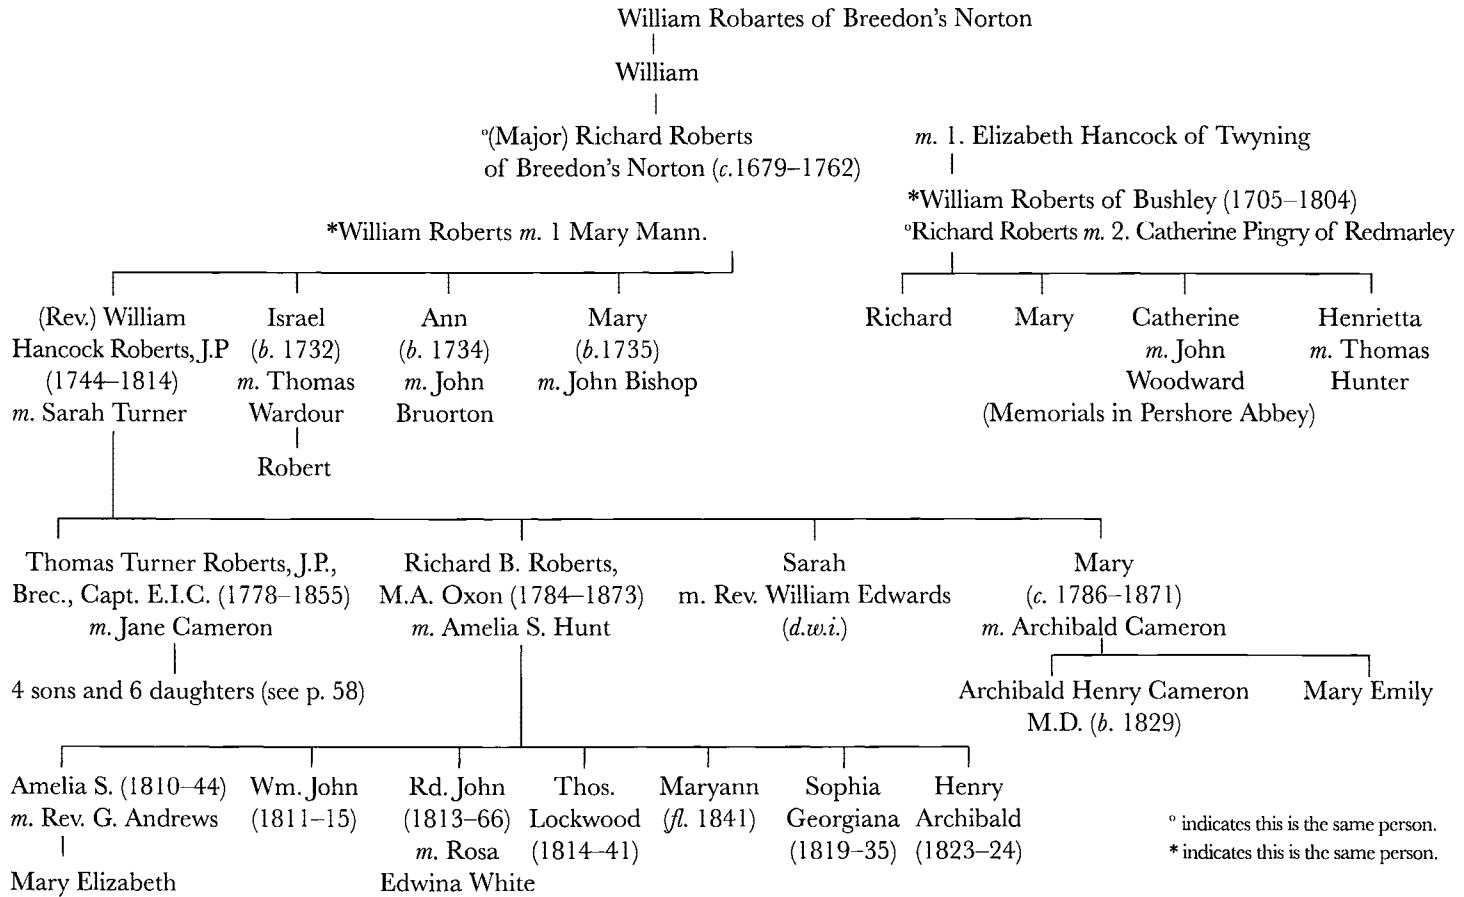 William Robartes of Breedon's Norton
William
º(Major) Richard Roberts
of Breedon's Norton (c.1679–1762)
m. 1. Elizabeth Hancock of Twyning
*William Roberts of Bushley (1705–1804)
*William Roberts m. 1 Mary Mann.
ºRichard Roberts m. 2. Catherine Pingry of Redmarley
(Rev.) William
Hancock Roberts, J.P
(1744–1814)
m. Sarah Turner
Israel
(b. 1732)
m. Thomas
Wardour
Robert
Ann
(b. 1734)
m. John
Bruorton
Mary
(b.1735)
m. John Bishop
Richard
Mary
Catherine
m. John
Woodward
Henrietta
m. Thomas
Hunter
(Memorials in Pershore Abbey)
Thomas Turner Roberts, J.P.,
Brec., Capt. E.I.C. (1778–1855)
m. Jane Cameron
4 sons and 6 daughters (see p. 58)
Richard B. Roberts,
M.A. Oxon (1784–1873)
m. Amelia S. Hunt
Sarah
m. Rev. William Edwards
(d.w.i.)
Mary
(c. 1786–1871)
m. Archibald Cameron
Archibald Henry Cameron
M.D. (b. 1829)
Mary Emily
Amelia S. (1810–44)
m. Rev. G. Andrews
Mary Elizabeth
Wm. John
(1811–15)
Rd. John
(1813–66)
m. Rosa
Edwina White
Thos.
Lockwood
(1814–41)
Maryann
(fl. 1841)
Sophia
Georgiana
(1819–35)
Henry
Archibald
(1823–24)
º indicates this is the same person.
* indicates this is the same person.